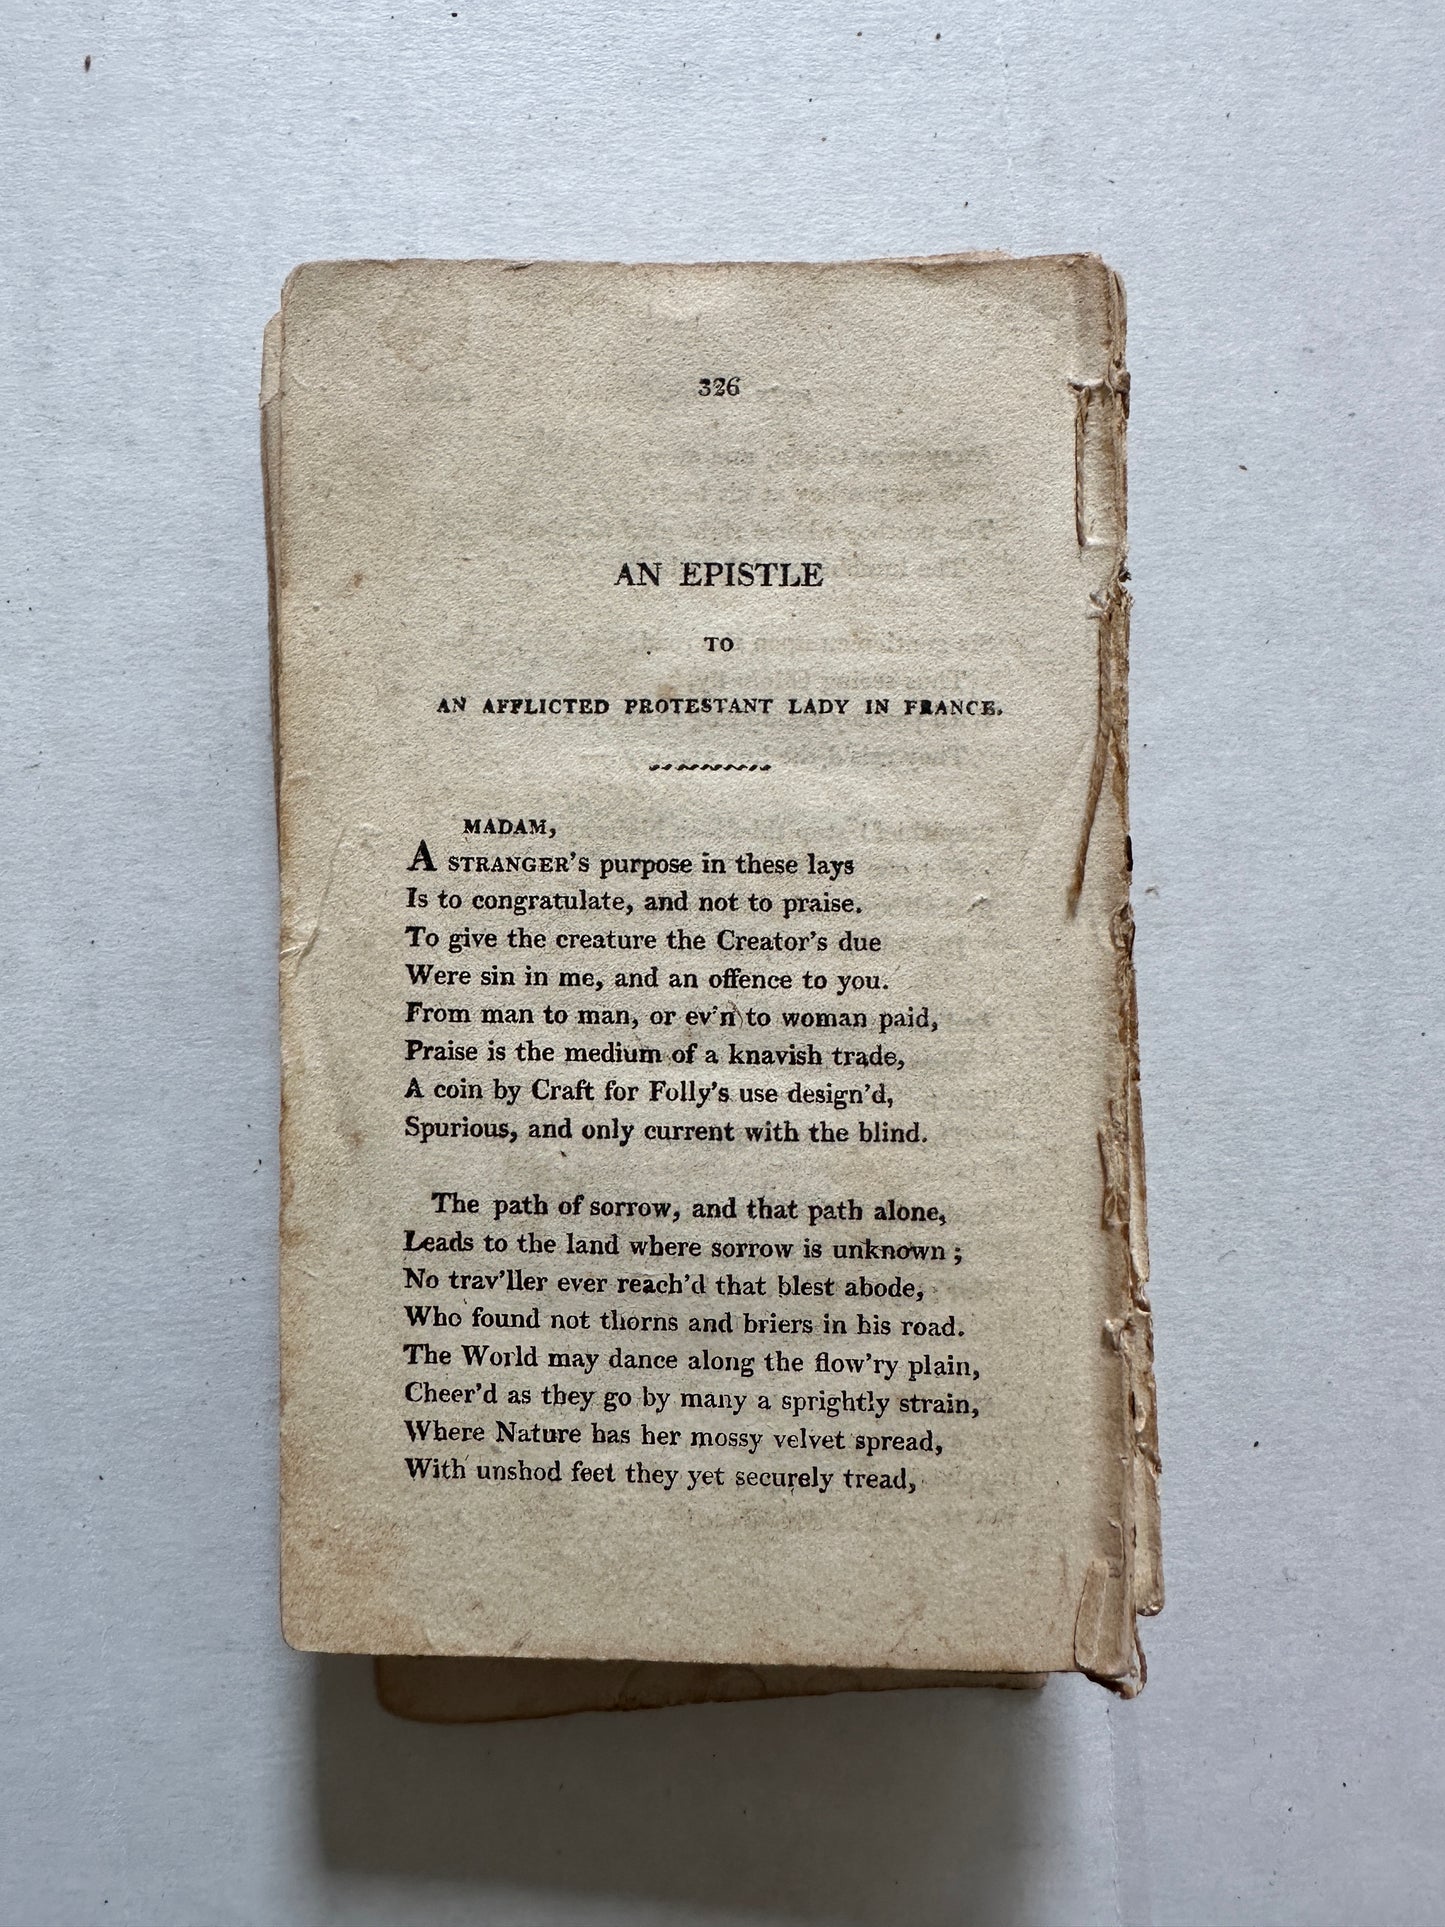 326
AN EPISTLE
TO
AN AFFLICTED PROTESTANT LADY IN FRANCE.
MADAM,
A STRANGER'S purpose in these lays
Is to congratulate, and not to praise.
To give the creature the Creator's due
Were sin in me, and an offence to you.
From man to man, or ev'n to woman paid,
Praise is the medium of a knavish trade,
A coin by Craft for Folly's use design'd,
Spurious, and only current with the blind.
The path of sorrow, and that path alone,
Leads to the land where sorrow is unknown;
No trav'ller ever reach'd that blest abode,
Who found not thorns and briers in his road.
The World may dance along the flow'ry plain,
Cheer'd as they go by many a sprightly strain,
Where Nature has her mossy velvet spread,
With unshod feet they yet securely tread,